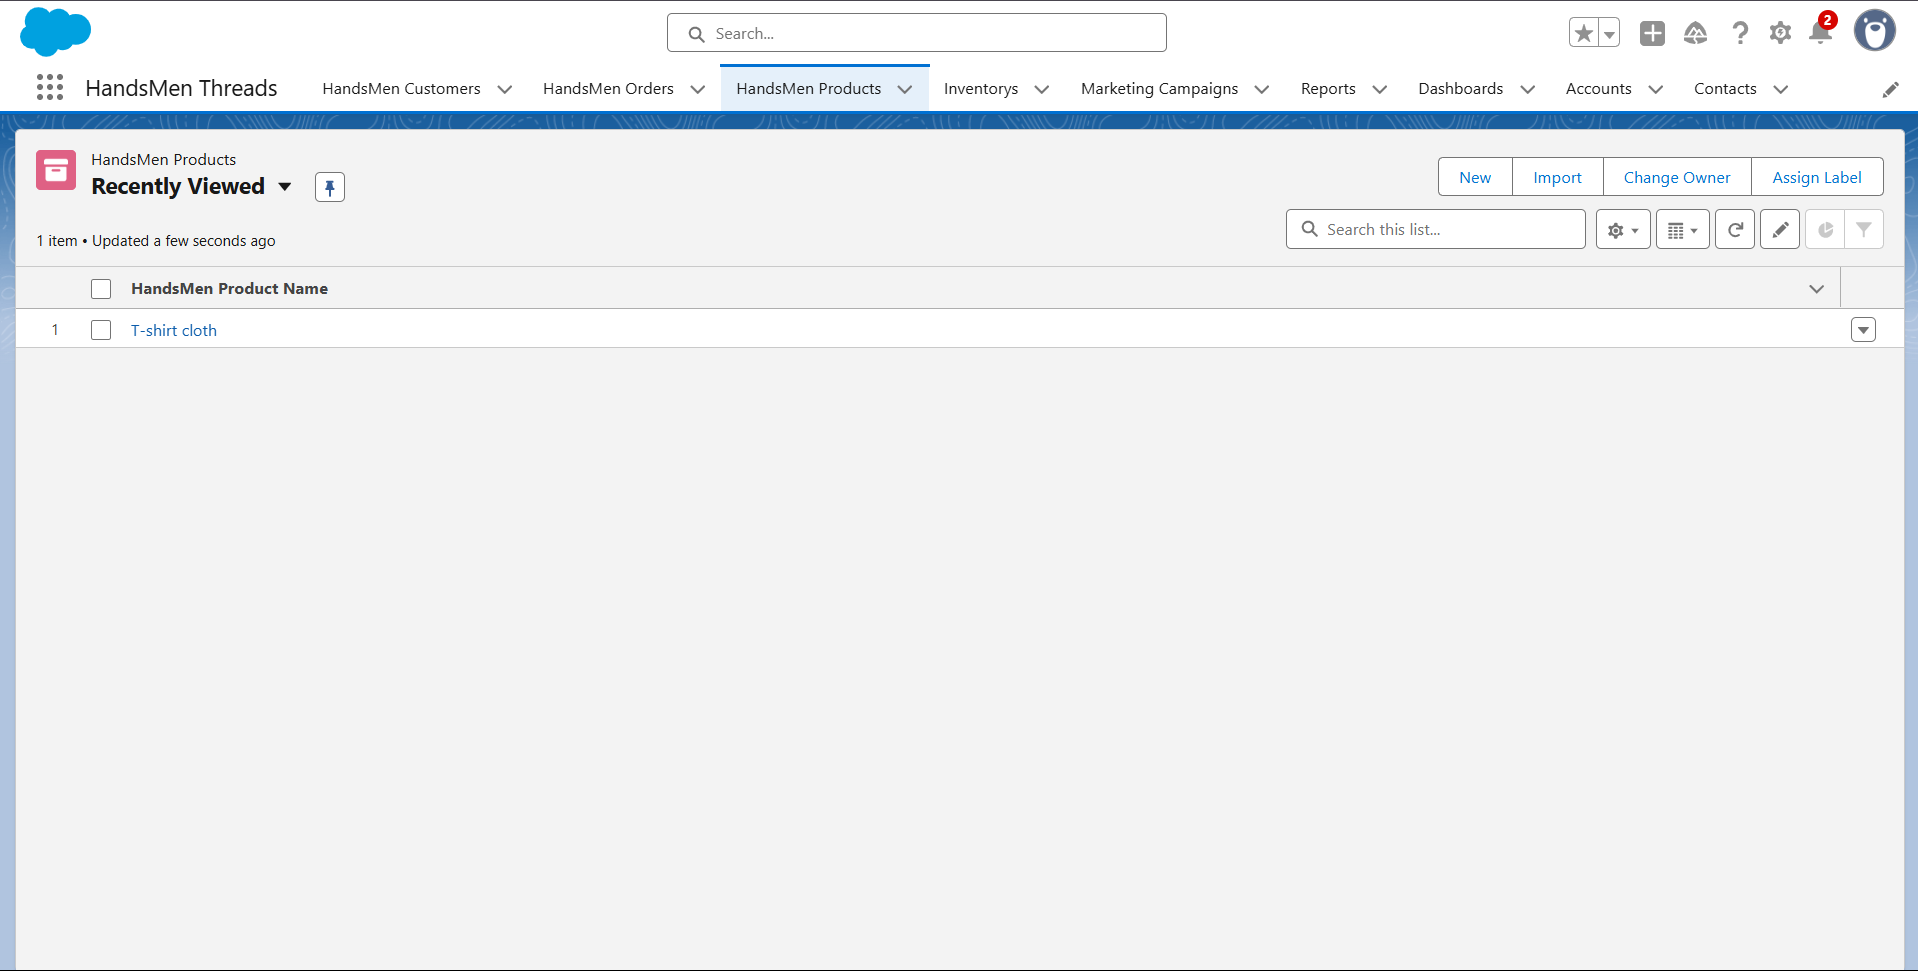 Search...
2
HandsMen Threads
HandsMen Customers
HandsMen Orders
HandsMen Products
Inventorys
Marketing Campaigns
Reports
Dashboards
Accounts
Contacts
HandsMen Products
Recently Viewed
New
Import
Change Owner
Assign Label
1 item • Updated a few seconds ago
Search this list...
HandsMen Product Name
1
T-shirt cloth